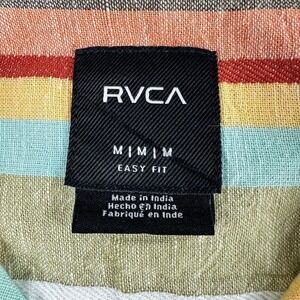 RVCA
M|M|M
EASY FIT
Made in India
Hecho en India
Fabriqué en Inde